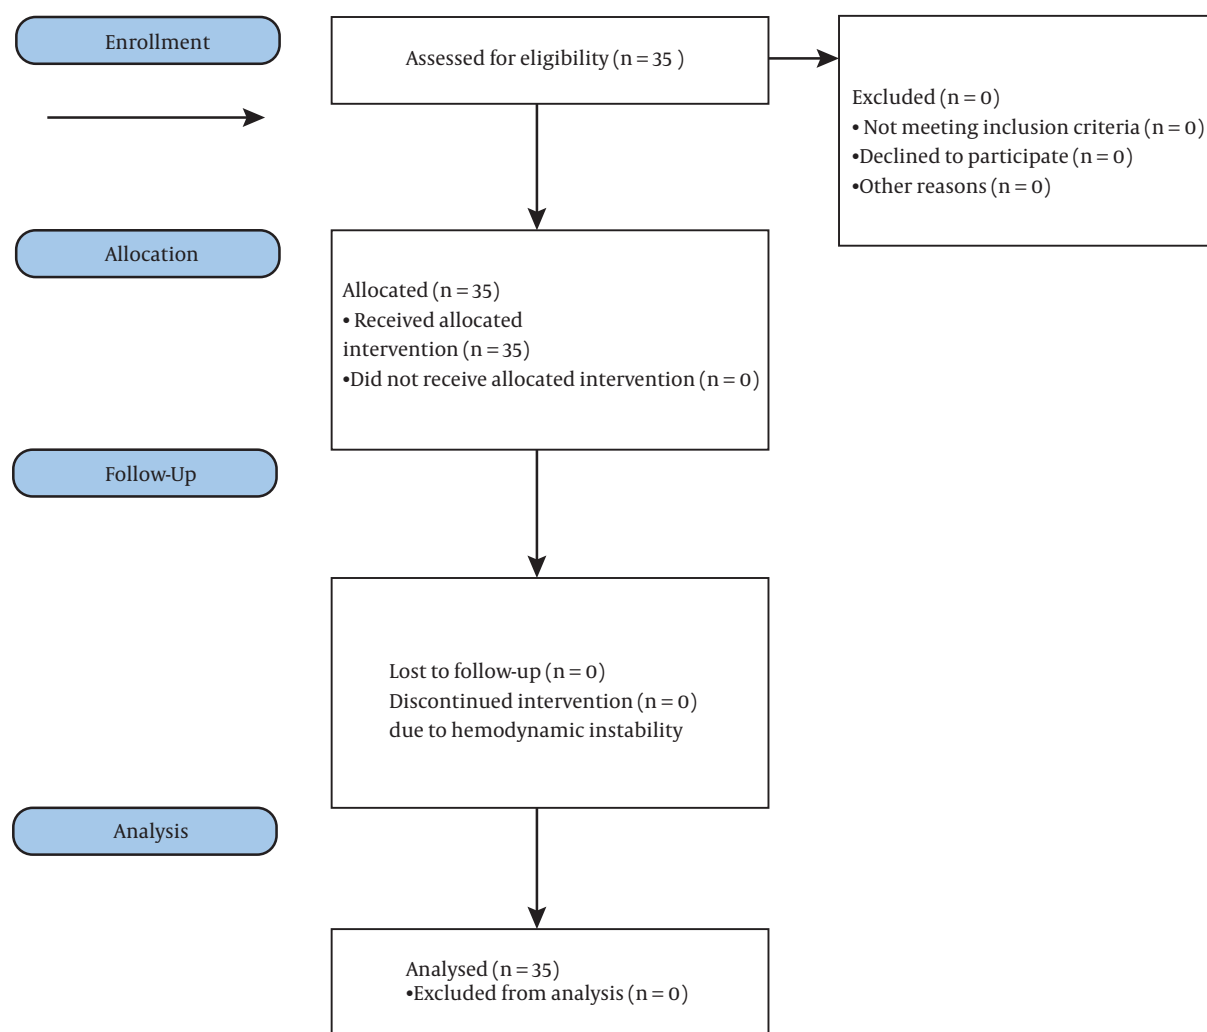 Enrollment
Assessed for eligibility (n = 35 )
Excluded (n = 0)
• Not meeting inclusion criteria (n = 0)
•Declined to participate (n = 0)
•Other reasons (n = 0)
Allocation
Allocated (n = 35)
• Received allocated
intervention (n = 35)
•Did not receive allocated intervention (n = 0)
Follow-Up
Lost to follow-up (n = 0)
Discontinued intervention (n = 0)
due to hemodynamic instability
Analysis
Analysed (n = 35)
•Excluded from analysis (n = 0)